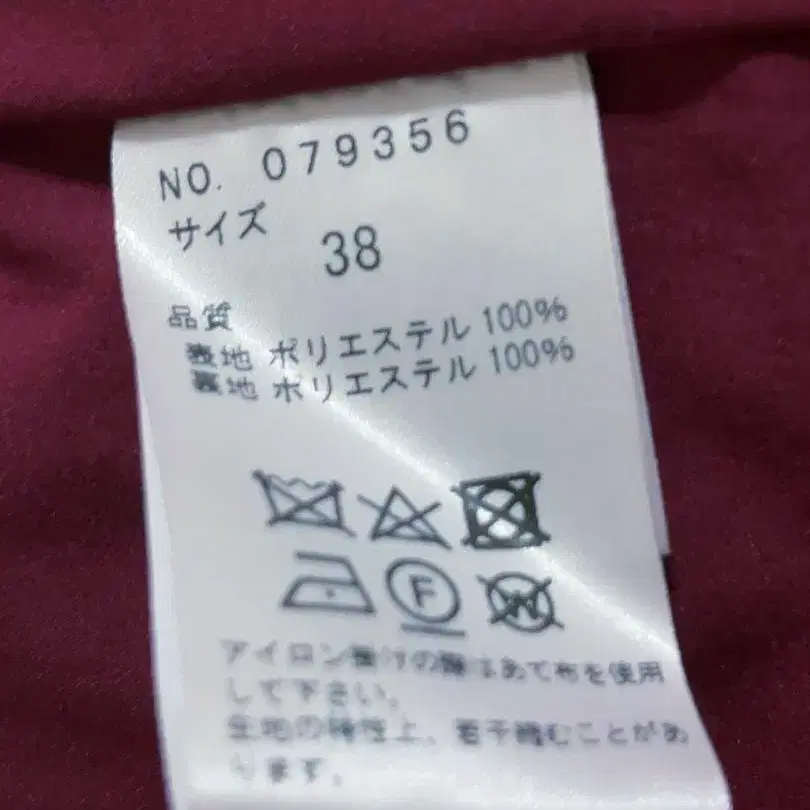 NO. 079356
サイズ
38
品質
表地 ポリエステル 100%
裏地 ポリエステル 100%
F
W
アイロン掛けの際はあて布を使用
して下さい。
生地の特性上、若干縮むことがあ
ります。